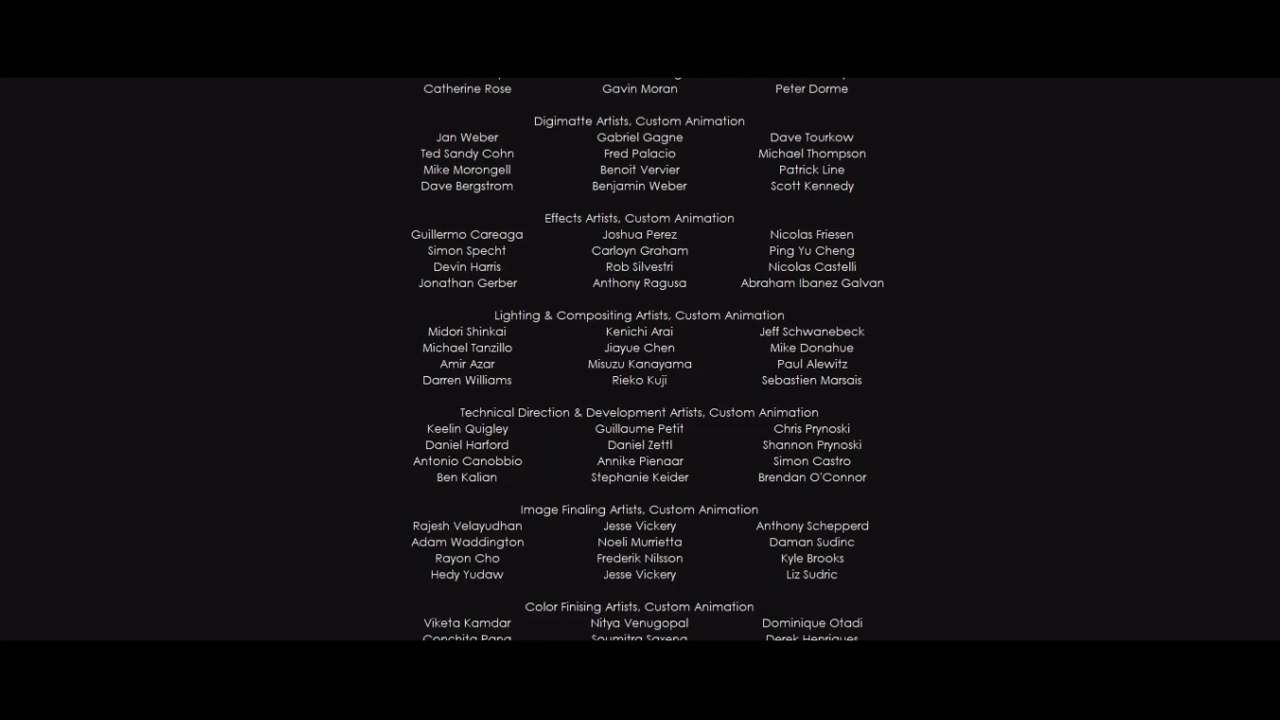 Catherine Rose Gavin Moran Peter Dorme
Digimatte Artists, Custom Animation
Jan Weber Gabriel Gagne Dave Tourkow
Ted Sandy Cohn Fred Palacio Michael Thompson
Mike Morongell Benoit Vervier Patrick Line
Dave Bergstrom Benjamin Weber Scott Kennedy
Effects Artists, Custom Animation
Guillermo Careaga Joshua Perez Nicolas Friesen
Simon Specht Carloyn Graham Ping Yu Cheng
Devin Harris Rob Silvestri Nicolas Castelli
Jonathan Gerber Anthony Ragusa Abraham Ibanez Galvan
Lighting & Compositing Artists, Custom Animation
Midori Shinkai Kenichi Arai Jeff Schwanebeck
Michael Tanzillo Jiayue Chen Mike Donahue
Amir Azar Misuzu Kanayama Paul Alewitz
Darren Williams Rieko Kuji Sebastien Marsais
Technical Direction & Development Artists, Custom Animation
Keelin Quigley Guillaume Petit Chris Prynoski
Daniel Harford Daniel Zettl Shannon Prynoski
Antonio Canobbio Annike Pienaar Simon Castro
Ben Kalian Stephanie Keider Brendan O'Connor
Image Finaling Artists, Custom Animation
Rajesh Velayudhan Jesse Vickery Anthony Schepperd
Adam Waddington Noeli Murrietta Daman Sudinc
Rayon Cho Frederik Nilsson Kyle Brooks
Hedy Yudaw Jesse Vickery Liz Sudric
Color Finising Artists, Custom Animation
Viketa Kamdar Nitya Venugopal Dominique Otadi
Conchita Pang Soumitra Saxena Derek Henriques